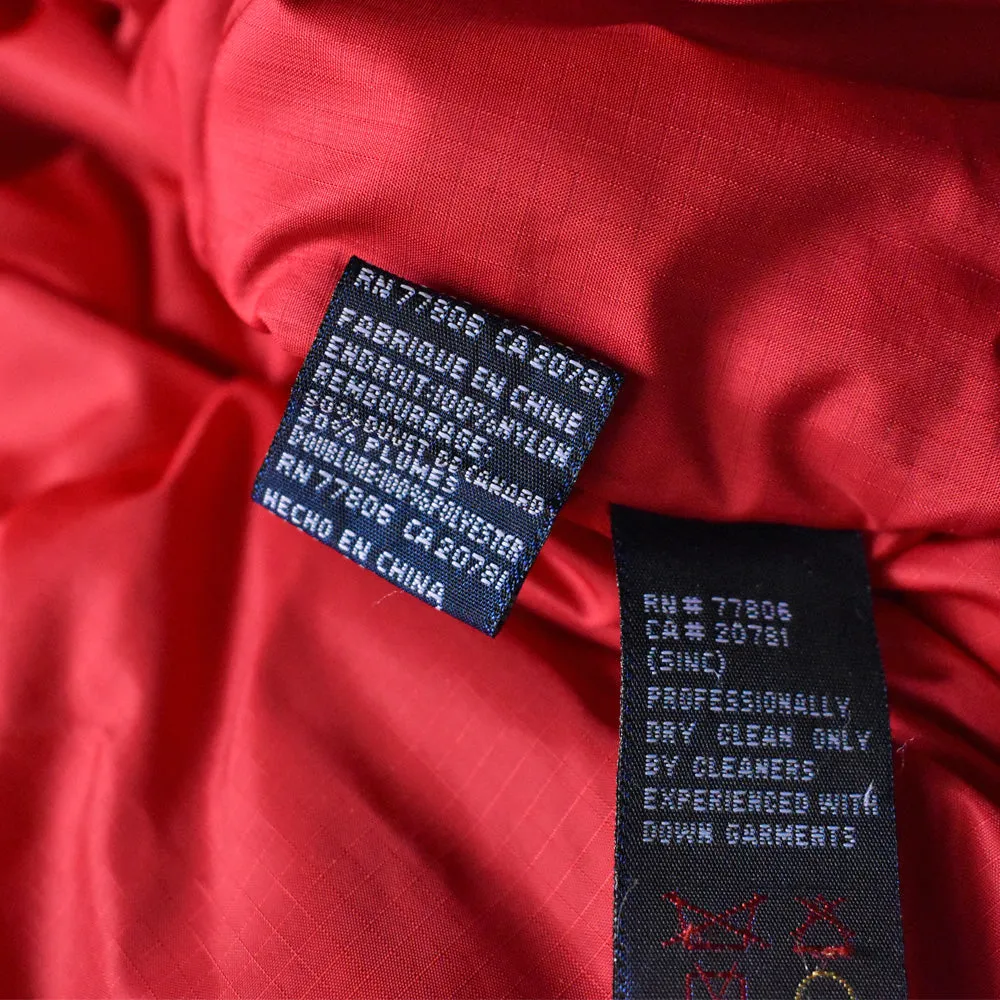 RN 77806 CA 20781
FABRIQUE EN CHINE
ENDROIT:100% NYLON
REMBOURRAGE:
80% DUVET DE CANARD
20% PLUMES
DOUBLURE:100%POLYESTER
RN 77806 CA 20781
HECHO EN CHINA
RN# 77806
CA# 20781
(SINC)
PROFESSIONALLY
DRY CLEAN ONLY
BY CLEANERS
EXPERIENCED WITH
DOWN GARMENTS